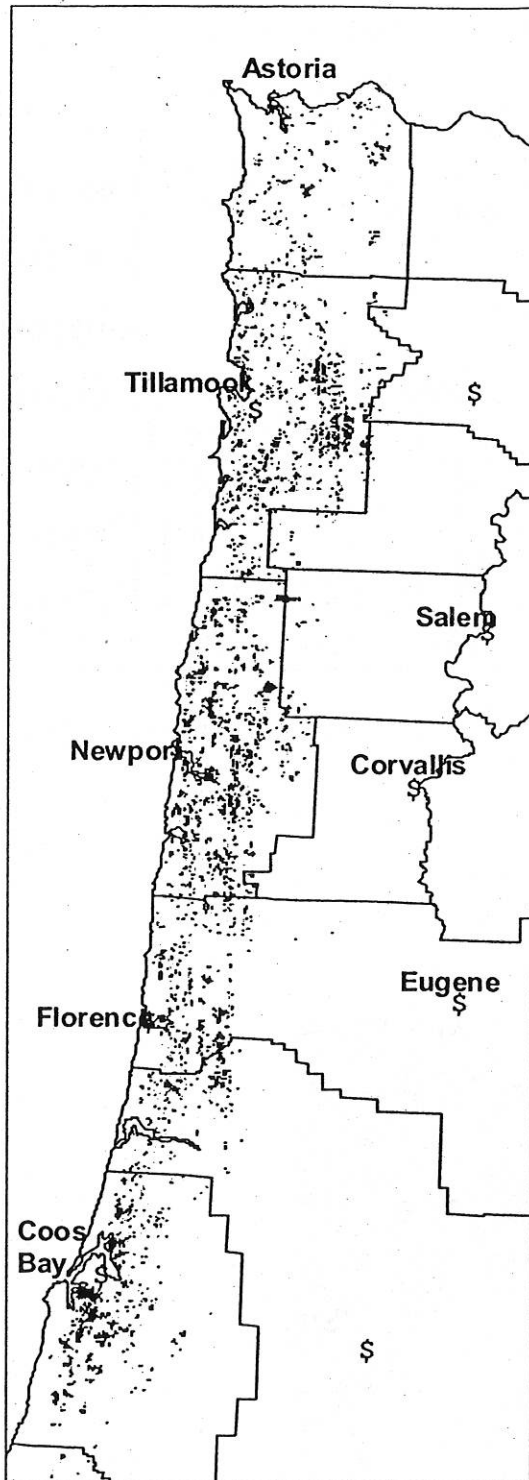 Astoria
Tillamook
$
$
Salem
$
Newport
Corvallis
$
Eugene
$
Florence
Coos
Bay
$
$